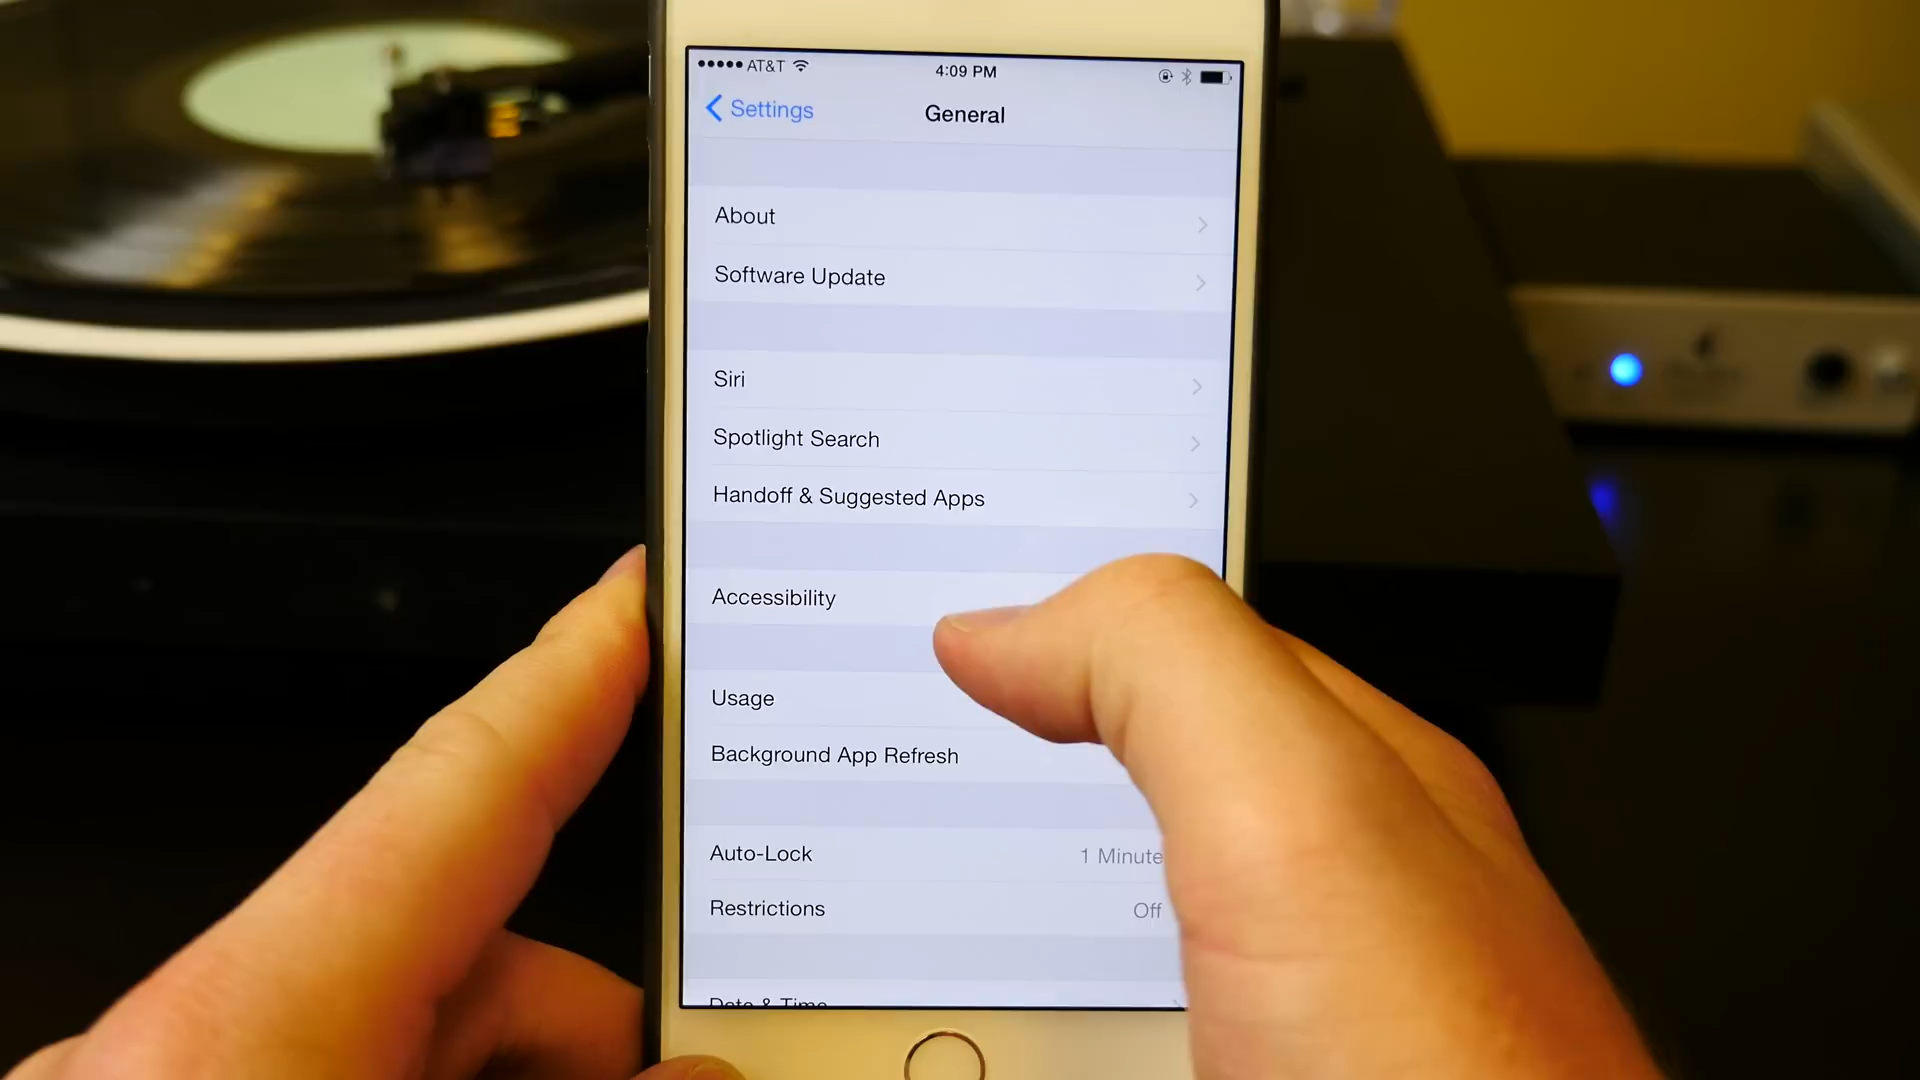 AT&T 4:09 PM
Settings General
About
Software Update
Siri
Spotlight Search
Handoff & Suggested Apps
Accessibility
Usage
Background App Refresh
Auto-Lock 1 Minute
Restrictions Off
Date & Time